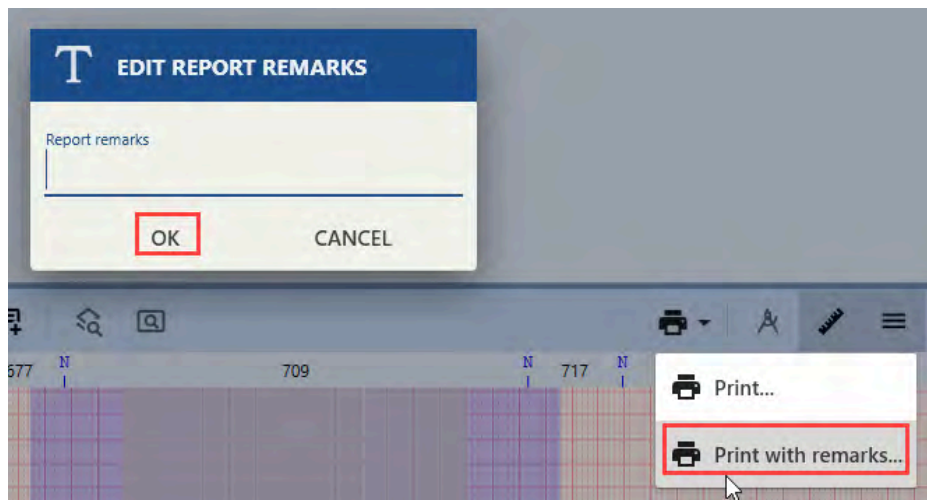 T EDIT REPORT REMARKS
Report remarks
OK CANCEL
677 N 709 N 717 N
Print...
Print with remarks...